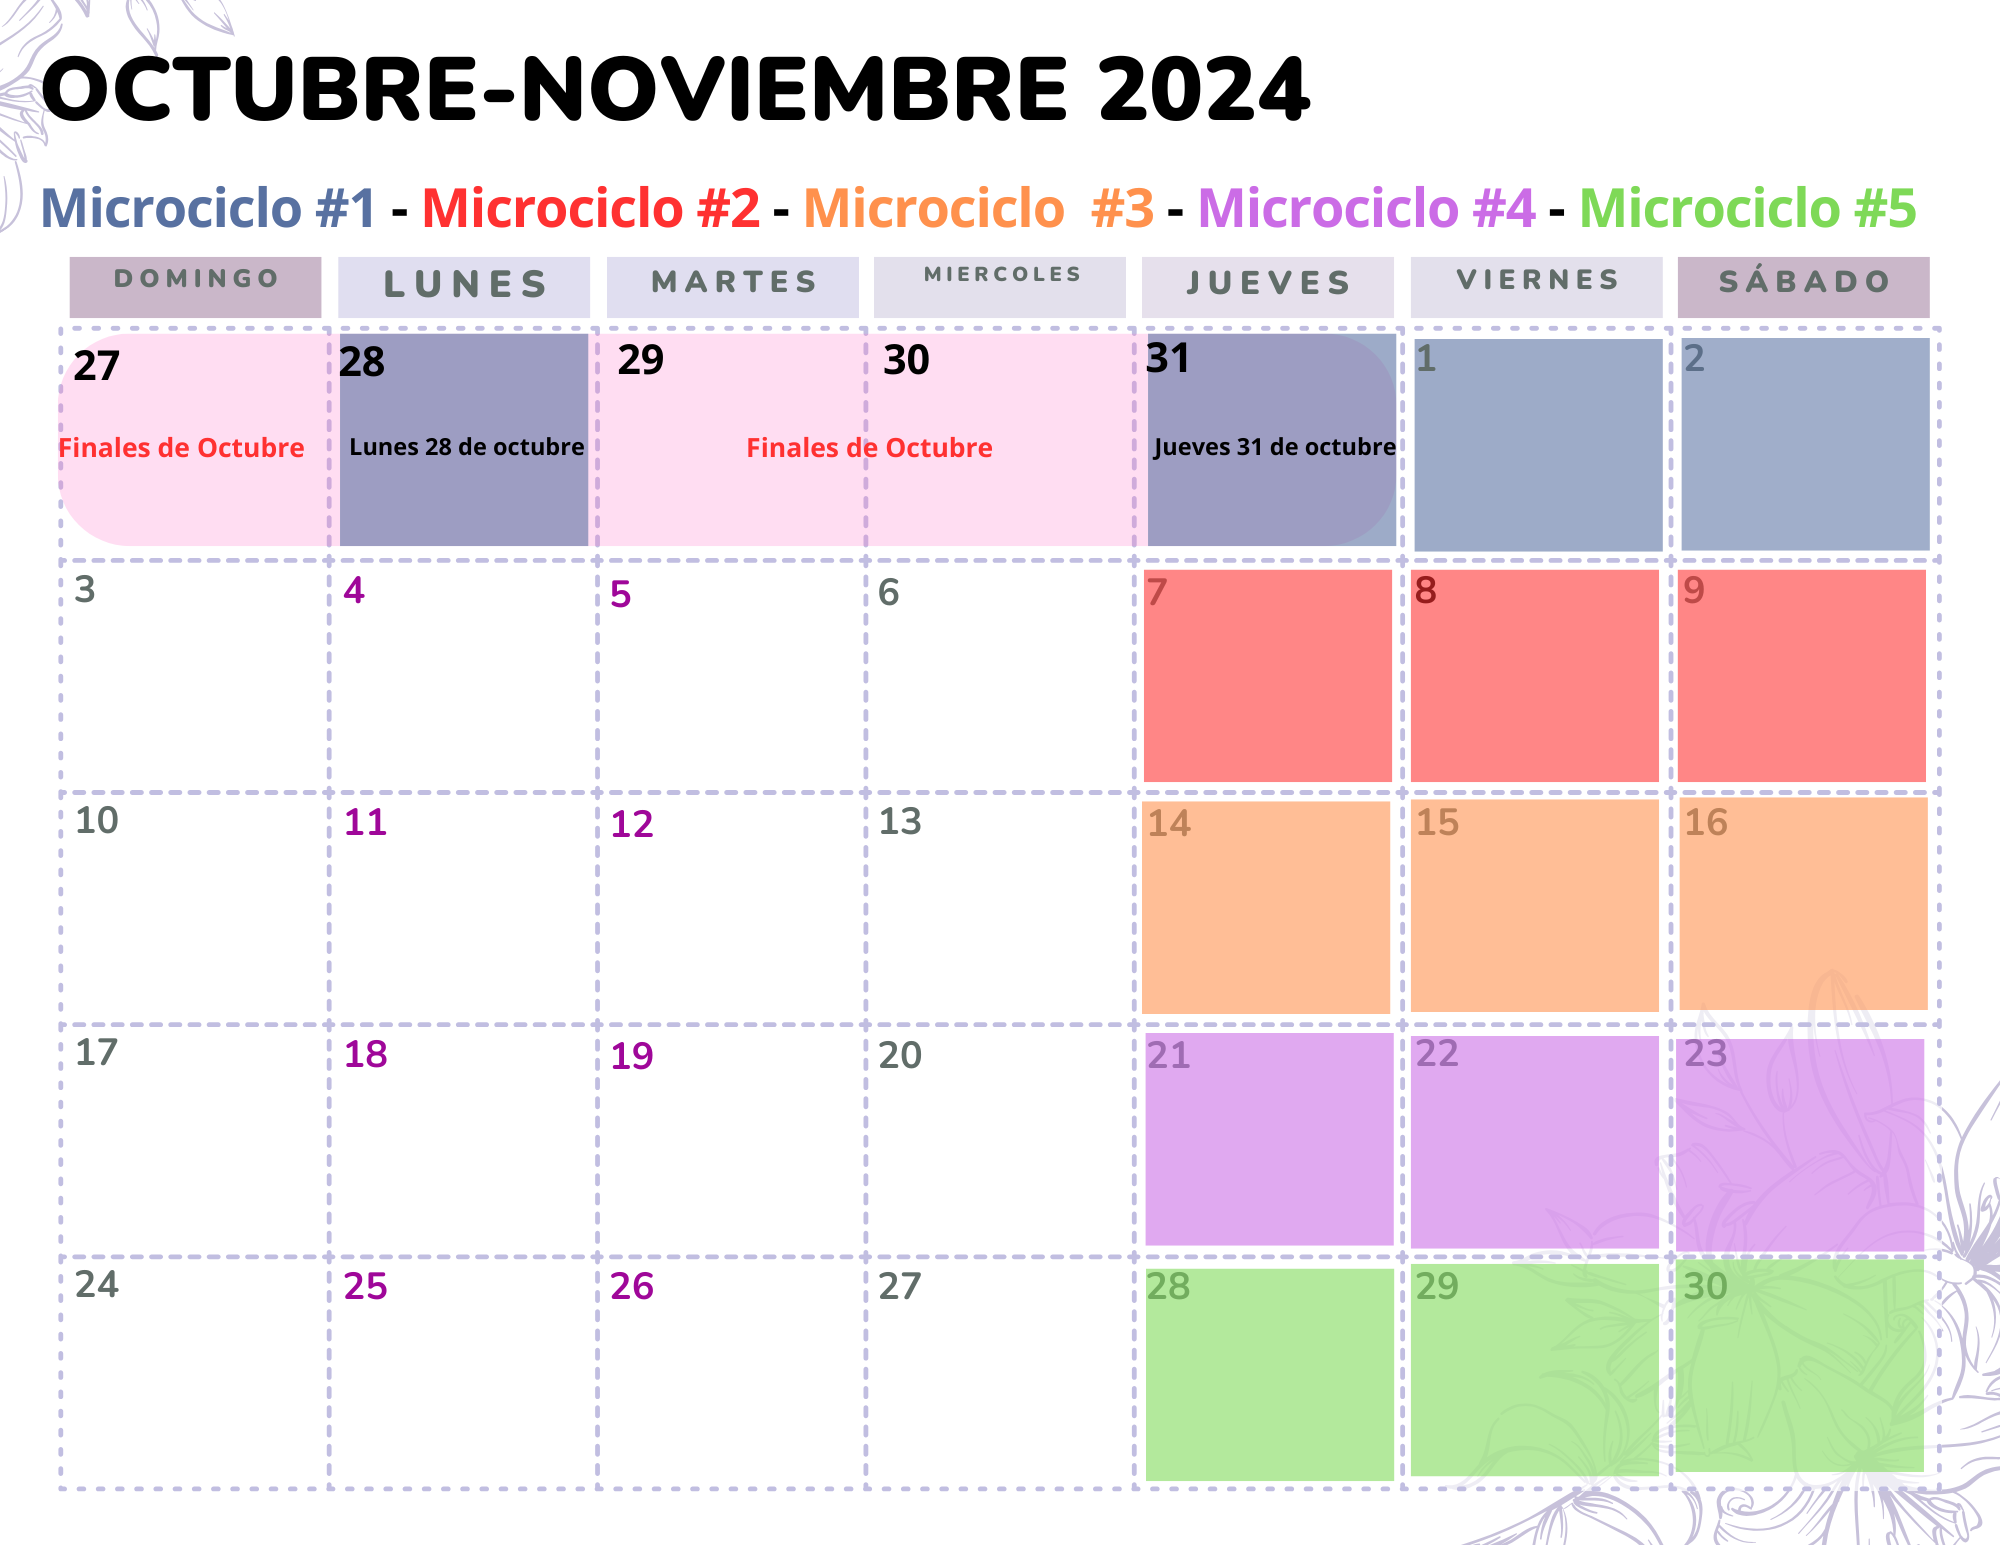 OCTUBRE-NOVIEMBRE 2024
Microciclo #1 - Microciclo #2 - Microciclo #3 - Microciclo #4 - Microciclo #5
DOMINGO LUNES MARTES MIERCOLES JUEVES VIERNES SÁBADO
27 28 29 30 31 1 2
Finales de Octubre Lunes 28 de octubre Finales de Octubre Jueves 31 de octubre
3 4 5 6 7 8 9
10 11 12 13 14 15 16
17 18 19 20 21 22 23
24 25 26 27 28 29 30